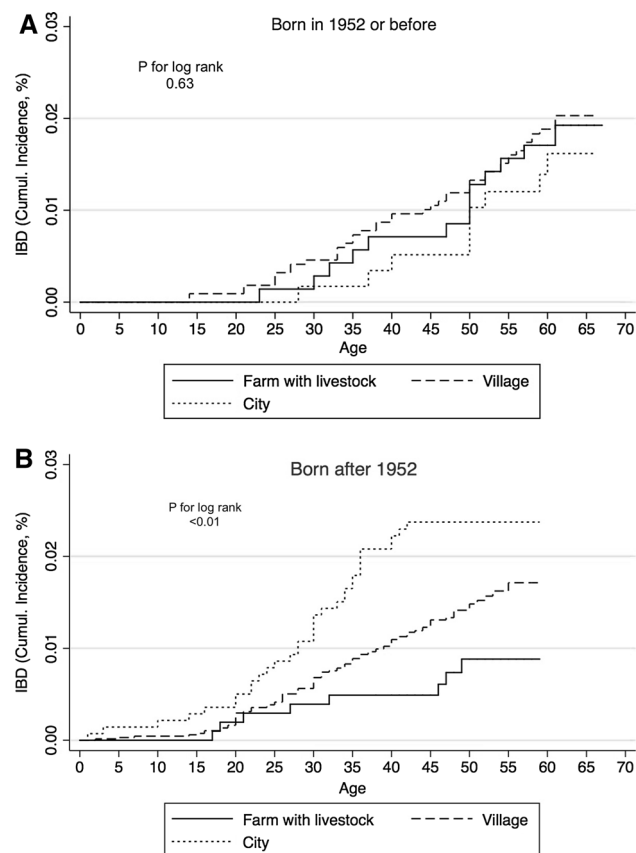 A
Born in 1952 or before
P for log rank
0.63
IBD (Cumul. Incidence, %)
0.03
0.02
0.01
0.00
0 5 10 15 20 25 30 35 40 45 50 55 60 65 70
Age
Farm with livestock Village
City
B
Born after 1952
P for log rank
<0.01
IBD (Cumul. Incidence, %)
0.03
0.02
0.01
0.00
0 5 10 15 20 25 30 35 40 45 50 55 60 65 70
Age
Farm with livestock Village
City